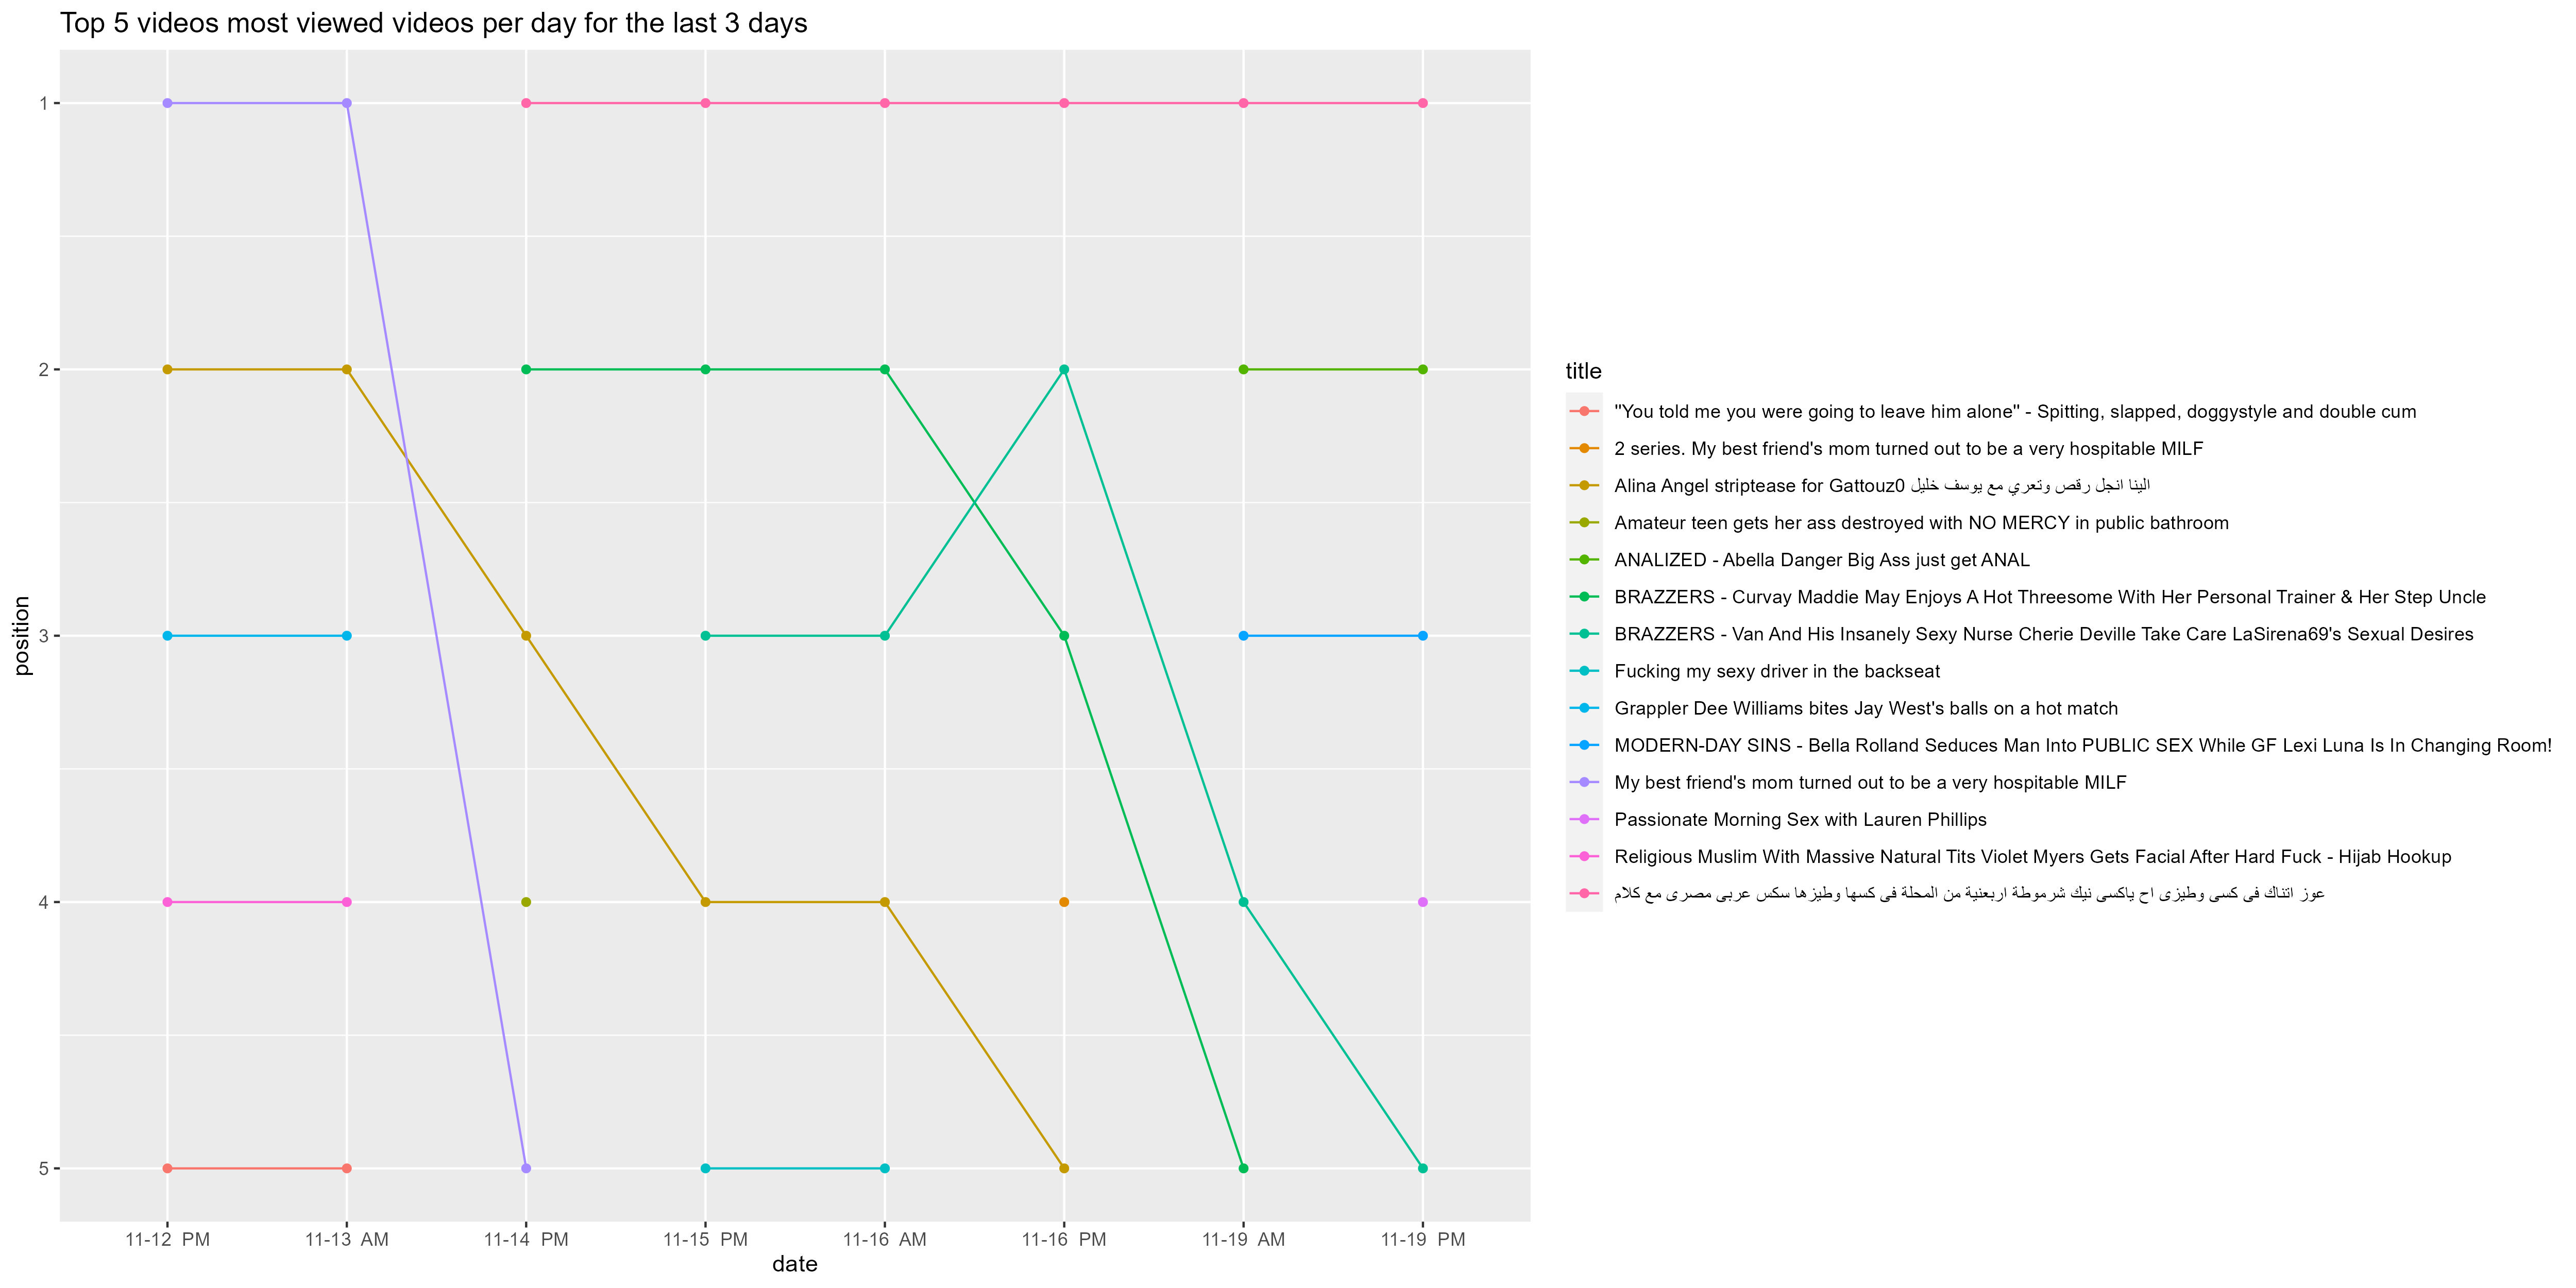 Top 5 videos most viewed videos per day for the last 3 days
1
2
3
4
5
position
11-12 PM
11-13 AM
11-14 PM
11-15 PM
11-16 AM
11-16 PM
11-19 AM
11-19 PM
date
title
"You told me you were going to leave him alone" - Spitting, slapped, doggystyle and double cum
2 series. My best friend's mom turned out to be a very hospitable MILF
Alina Angel striptease for Gattouz0 الينا انجل رقص وتعري مع يوسف خليل
Amateur teen gets her ass destroyed with NO MERCY in public bathroom
ANALIZED - Abella Danger Big Ass just get ANAL
BRAZZERS - Curvay Maddie May Enjoys A Hot Threesome With Her Personal Trainer & Her Step Uncle
BRAZZERS - Van And His Insanely Sexy Nurse Cherie Deville Take Care LaSirena69's Sexual Desires
Fucking my sexy driver in the backseat
Grappler Dee Williams bites Jay West's balls on a hot match
MODERN-DAY SINS - Bella Rolland Seduces Man Into PUBLIC SEX While GF Lexi Luna Is In Changing Room!
My best friend's mom turned out to be a very hospitable MILF
Passionate Morning Sex with Lauren Phillips
Religious Muslim With Massive Natural Tits Violet Myers Gets Facial After Hard Fuck - Hijab Hookup
عوز اتناك فى كسى وطيزى اح ياكسى نيك شرموطة اربعنية من المحلة فى كسها وطيزها سكس عربى مصرى مع كلام